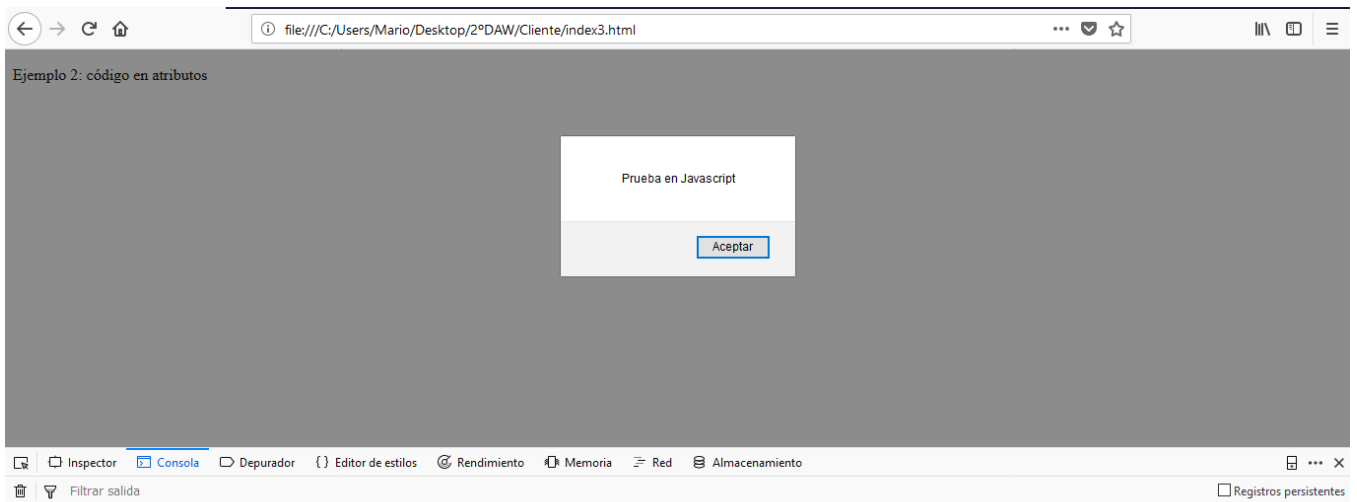 file:///C:/Users/Mario/Desktop/2ºDAW/Cliente/index3.html
Ejemplo 2: código en atributos
Prueba en Javascript
Aceptar
Inspector Consola Depurador {} Editor de estilos Rendimiento Memoria Red Almacenamiento
Filtrar salida Registros persistentes